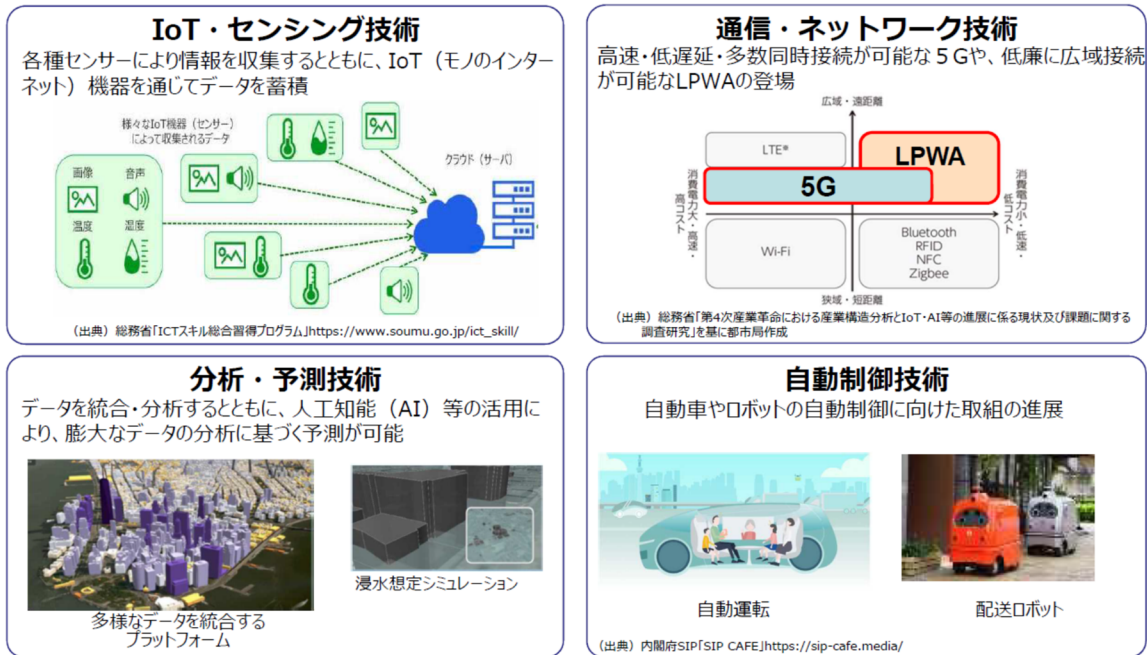 IoT・センシング技術
各種センサーにより情報を収集するとともに、IoT（モノのインター
ネット）機器を通じてデータを蓄積
様々なIoT機器（センサー）
によって収集されるデータ
画像
音声
温度
湿度
クラウド（サーバ）
（出典）総務省「ICTスキル総合習得プログラム」https://www.soumu.go.jp/ict_skill/
通信・ネットワーク技術
高速・低遅延・多数同時接続が可能な５Gや、低廉に広域接続
が可能なLPWAの登場
広域・遠距離
LTE®
LPWA
5G
消費電力大・高速・
高コスト
消費電力小・低速・
低コスト
Wi-Fi
Bluetooth
RFID
NFC
Zigbee
狭域・短距離
（出典）総務省「第4次産業革命における産業構造分析とIoT・AI等の進展に係る現状及び課題に関する
調査研究」を基に都市局作成
分析・予測技術
データを統合・分析するとともに、人工知能（AI）等の活用に
より、膨大なデータの分析に基づく予測が可能
多様なデータを統合する
プラットフォーム
浸水想定シミュレーション
自動制御技術
自動車やロボットの自動制御に向けた取組の進展
自動運転
配送ロボット
（出典）内閣府SIP「SIP CAFE」https://sip-cafe.media/